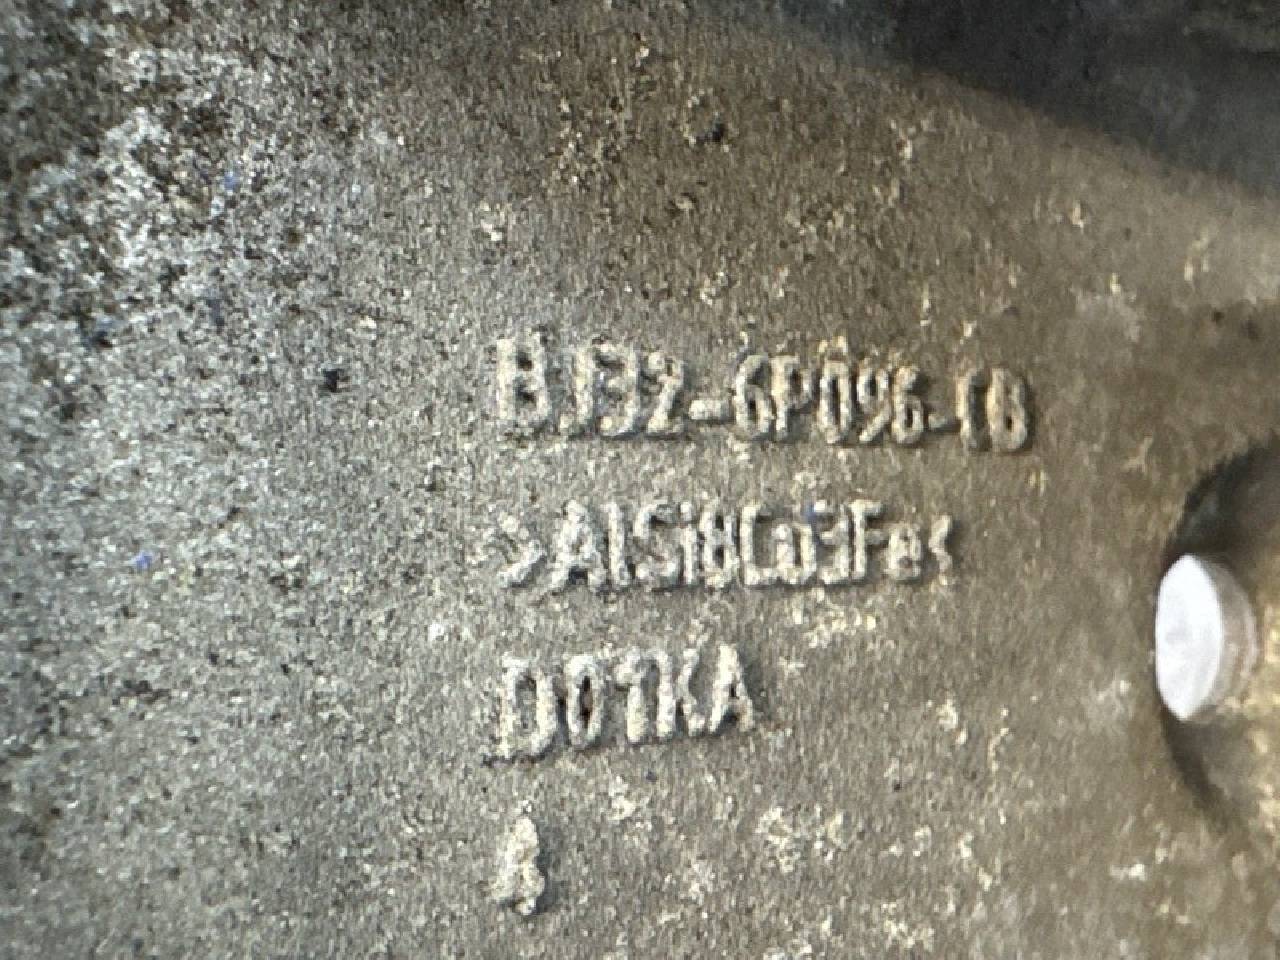 BJ32-6P096-CB
>AlSi8Cu3Fe<
D01KA